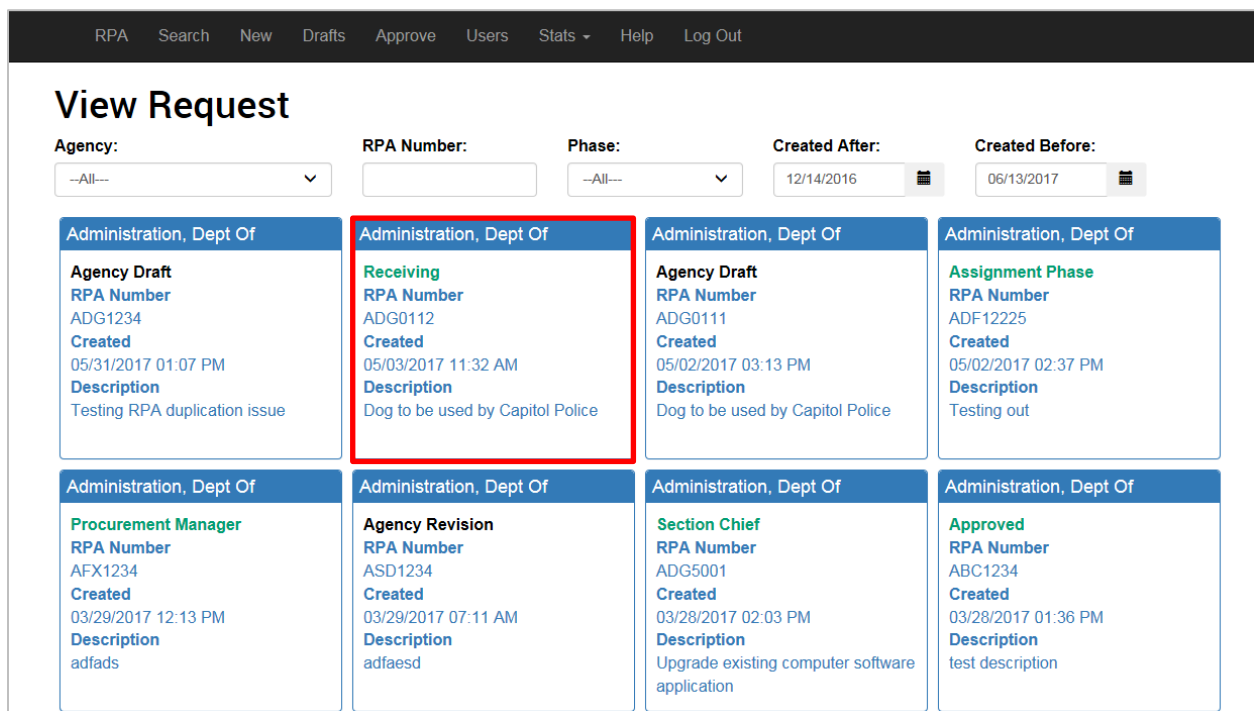 RPA Search New Drafts Approve Users Stats Help Log Out
View Request
Agency: RPA Number: Phase: Created After: Created Before:
--All--- --All--- 12/14/2016 06/13/2017
Administration, Dept Of
Agency Draft
RPA Number
ADG1234
Created
05/31/2017 01:07 PM
Description
Testing RPA duplication issue
Administration, Dept Of
Receiving
RPA Number
ADG0112
Created
05/03/2017 11:32 AM
Description
Dog to be used by Capitol Police
Administration, Dept Of
Agency Draft
RPA Number
ADG0111
Created
05/02/2017 03:13 PM
Description
Dog to be used by Capitol Police
Administration, Dept Of
Assignment Phase
RPA Number
ADF12225
Created
05/02/2017 02:37 PM
Description
Testing out
Administration, Dept Of
Procurement Manager
RPA Number
AFX1234
Created
03/29/2017 12:13 PM
Description
adfads
Administration, Dept Of
Agency Revision
RPA Number
ASD1234
Created
03/29/2017 07:11 AM
Description
adfaesd
Administration, Dept Of
Section Chief
RPA Number
ADG5001
Created
03/28/2017 02:03 PM
Description
Upgrade existing computer software
application
Administration, Dept Of
Approved
RPA Number
ABC1234
Created
03/28/2017 01:36 PM
Description
test description